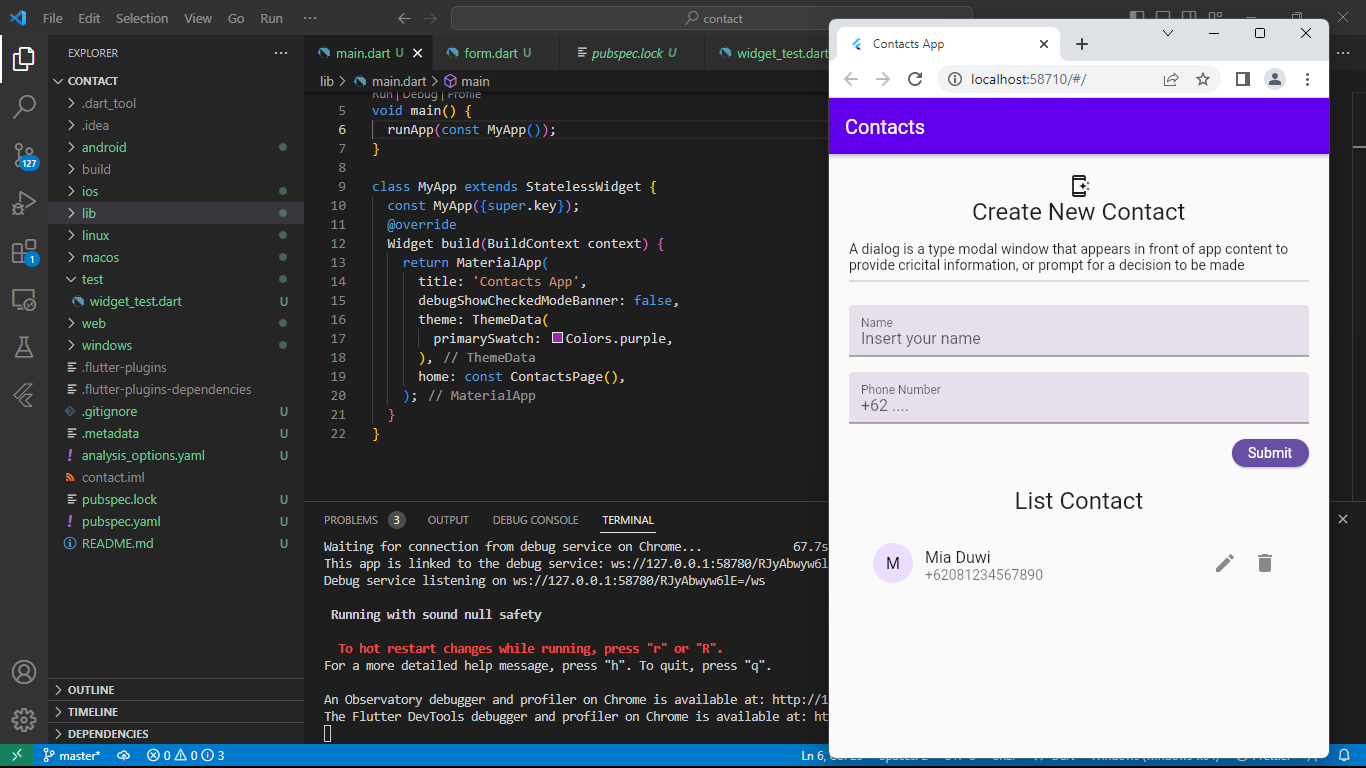 File Edit Selection View Go Run ··· contact
EXPLORER ···
CONTACT
.dart_tool
.idea
android
build
ios
lib
linux
macos
test
widget_test.dart U
web
windows
.flutter-plugins
.flutter-plugins-dependencies
.gitignore U
.metadata U
analysis_options.yaml U
contact.iml
pubspec.lock U
pubspec.yaml U
README.md U
OUTLINE
TIMELINE
DEPENDENCIES
127
1
main.dart U form.dart U pubspec.lock U widget_test.dart
lib > main.dart > main
Run | Debug | Profile
5 void main() {
6 runApp(const MyApp());
7 }
8
9 class MyApp extends StatelessWidget {
10 const MyApp({super.key});
11 @override
12 Widget build(BuildContext context) {
13 return MaterialApp(
14 title: 'Contacts App',
15 debugShowCheckedModeBanner: false,
16 theme: ThemeData(
17 primarySwatch: Colors.purple,
18 ), // ThemeData
19 home: const ContactsPage(),
20 ); // MaterialApp
21 }
22 }
PROBLEMS 3 OUTPUT DEBUG CONSOLE TERMINAL
Waiting for connection from debug service on Chrome... 67.7s
This app is linked to the debug service: ws://127.0.0.1:58780/RJyAbwyw6l
Debug service listening on ws://127.0.0.1:58780/RJyAbwyw6lE=/ws
Running with sound null safety
To hot restart changes while running, press "r" or "R".
For a more detailed help message, press "h". To quit, press "q".
An Observatory debugger and profiler on Chrome is available at: http://1
The Flutter DevTools debugger and profiler on Chrome is available at: ht
master* 0 0 3 Ln 6,
Contacts App
localhost:58710/#/
Contacts
Create New Contact
A dialog is a type modal window that appears in front of app content to
provide cricital information, or prompt for a decision to be made
Name
Insert your name
Phone Number
+62 ....
Submit
List Contact
M
Mia Duwi
+62081234567890